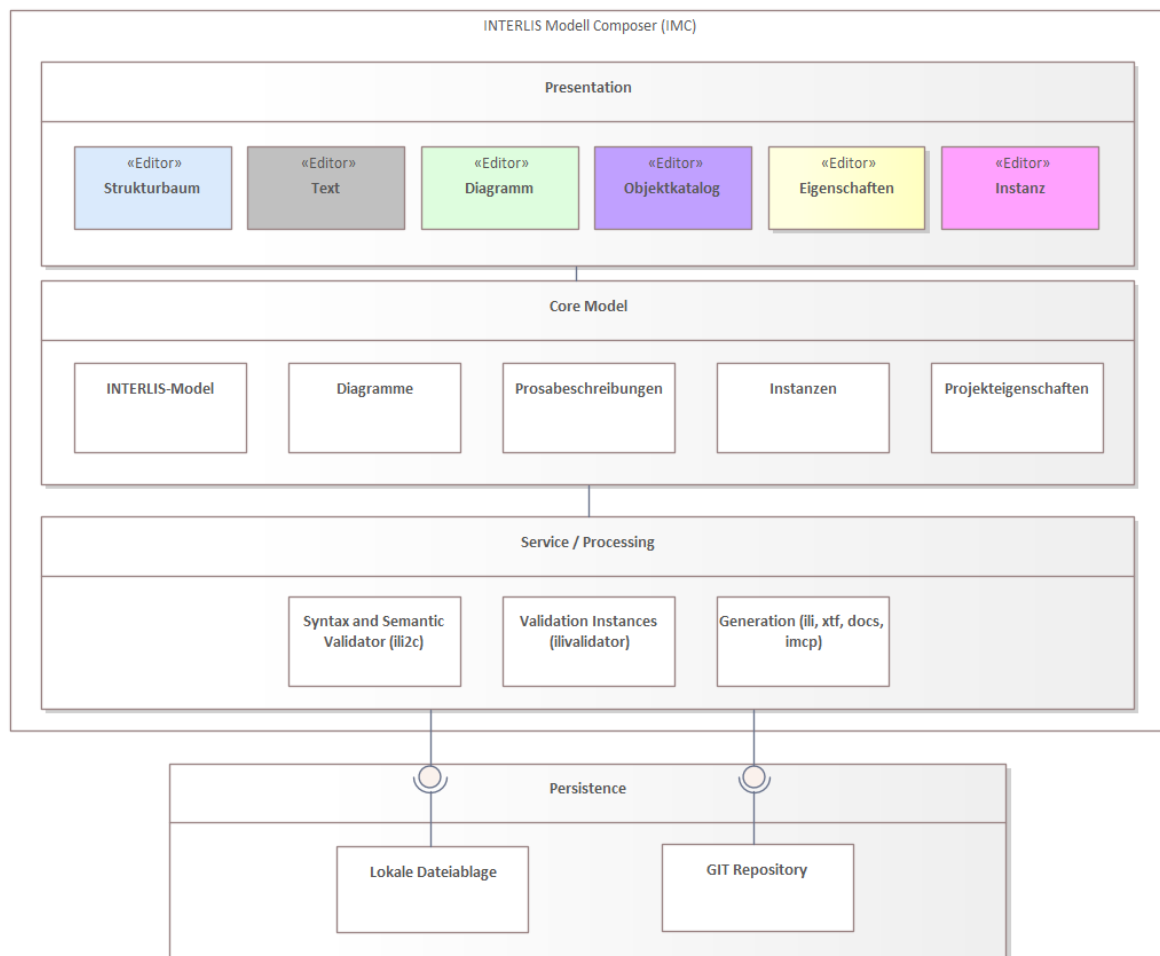 INTERLIS Modell Composer (IMC)
Presentation
«Editor»
Strukturbaum
«Editor»
Text
«Editor»
Diagramm
«Editor»
Objektkatalog
«Editor»
Eigenschaften
«Editor»
Instanz
Core Model
INTERLIS-Model
Diagramme
Prosabeschreibungen
Instanzen
Projekteigenschaften
Service / Processing
Syntax and Semantic
Validator (ili2c)
Validation Instances
(ilivalidator)
Generation (ili, xtf, docs,
imcp)
Persistence
Lokale Dateiablage
GIT Repository